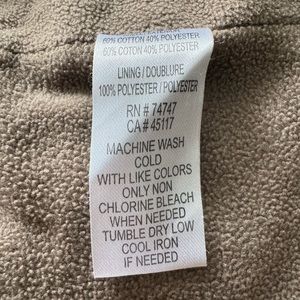 60% COTTON 40% POLYESTER
60% COTON 40% POLYESTER
LINING / DOUBLURE
100% POLYESTER / POLYESTER
RN # 74747
CA # 45117
MACHINE WASH
COLD
WITH LIKE COLORS
ONLY NON
CHLORINE BLEACH
WHEN NEEDED
TUMBLE DRY LOW
COOL IRON
IF NEEDED